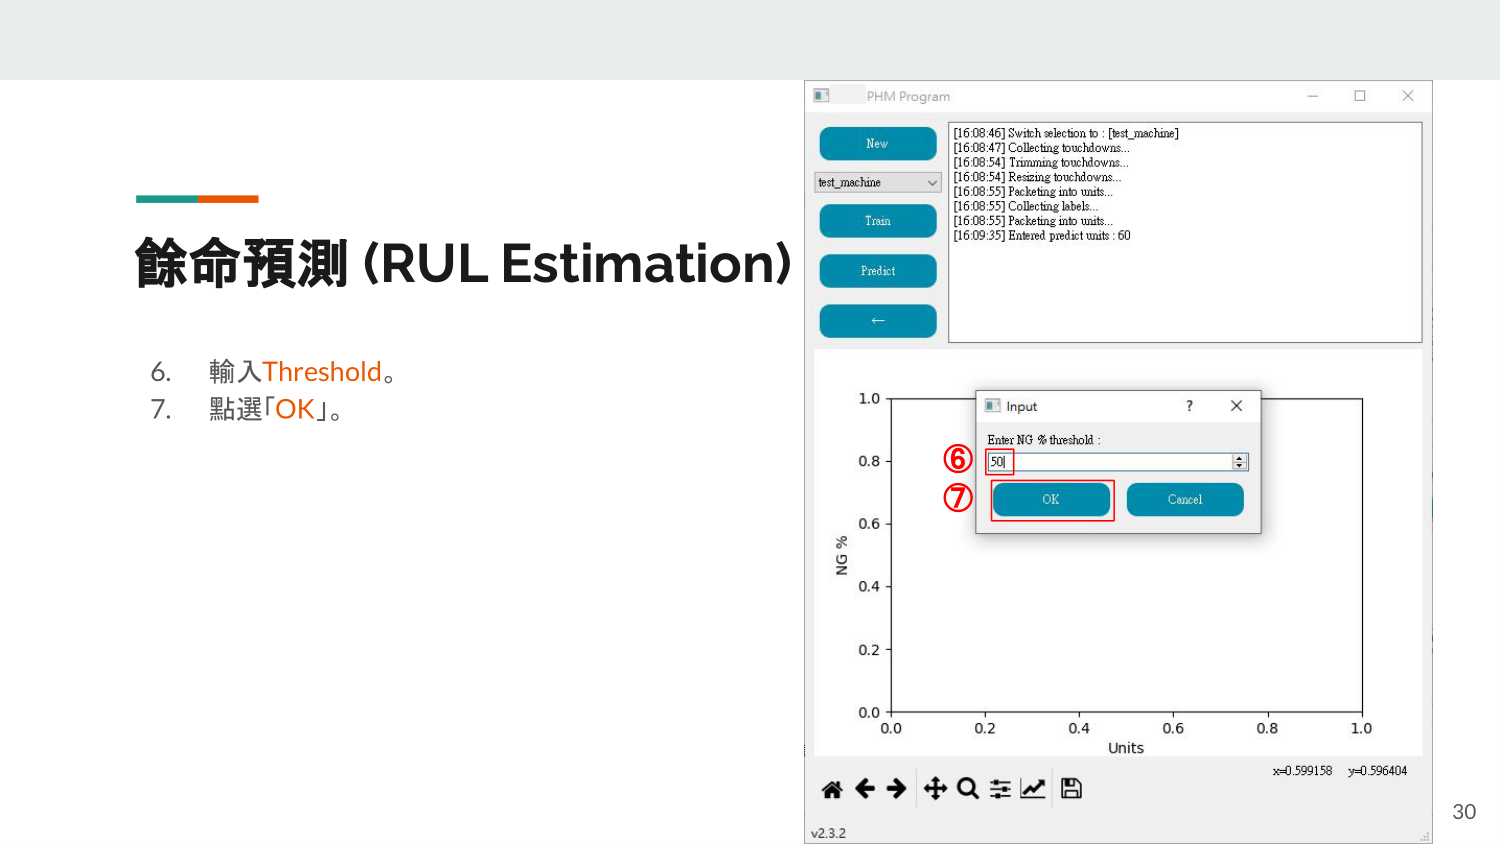 餘命預測 (RUL Estimation)
6. 輸入Threshold。
7. 點選「OK」。
PHM Program
New
test_machine
Train
Predict
←
[16:08:46] Switch selection to : [test_machine]
[16:08:47] Collecting touchdowns...
[16:08:54] Trimming touchdowns...
[16:08:54] Resizing touchdowns...
[16:08:55] Packeting into units...
[16:08:55] Collecting labels...
[16:08:55] Packeting into units...
[16:09:35] Entered predict units : 60
Input
?
Enter NG % threshold :
⑥
50
⑦
OK
Cancel
NG %
1.0
0.8
0.6
0.4
0.2
0.0
0.0 0.2 0.4 0.6 0.8 1.0
Units
x=0.599158 y=0.596404
v2.3.2
30